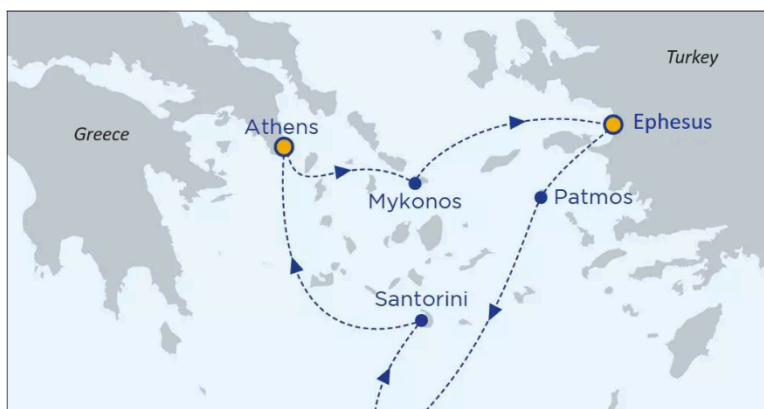 Turkey
Greece
Athens
Ephesus
Mykonos
Patmos
Santorini